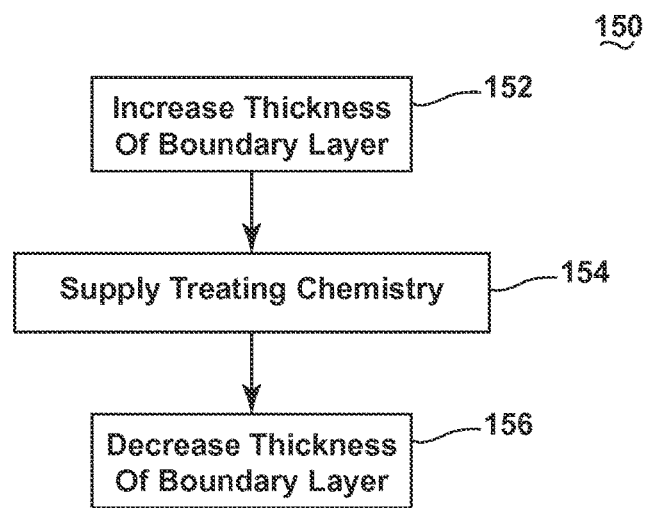 150
Increase Thickness
Of Boundary Layer
152
Supply Treating Chemistry
154
Decrease Thickness
Of Boundary Layer
156